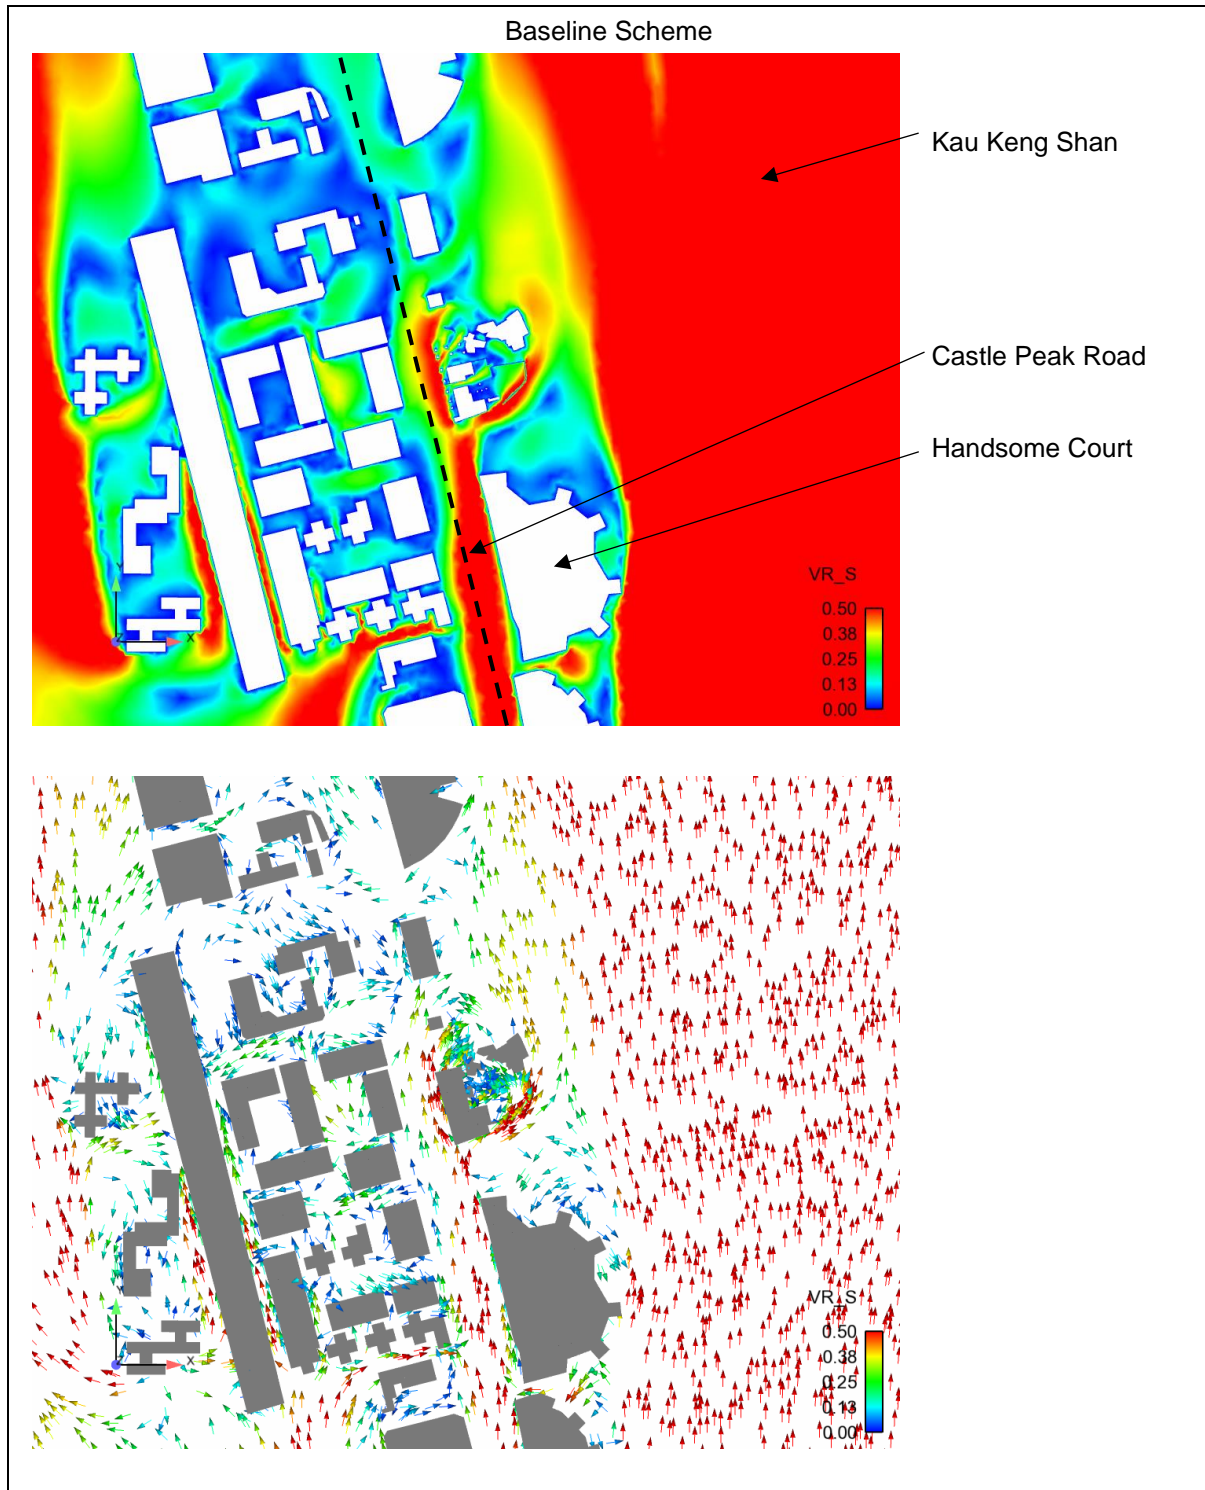 Baseline Scheme
Kau Keng Shan
Castle Peak Road
Handsome Court
VR_S
0.50
0.38
0.25
0.13
0.00
Y
Z
X
VR_S
0.50
0.38
0.25
0.13
0.00
X